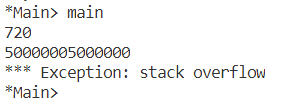 *Main> main
720
50000005000000
*** Exception: stack overflow
*Main>